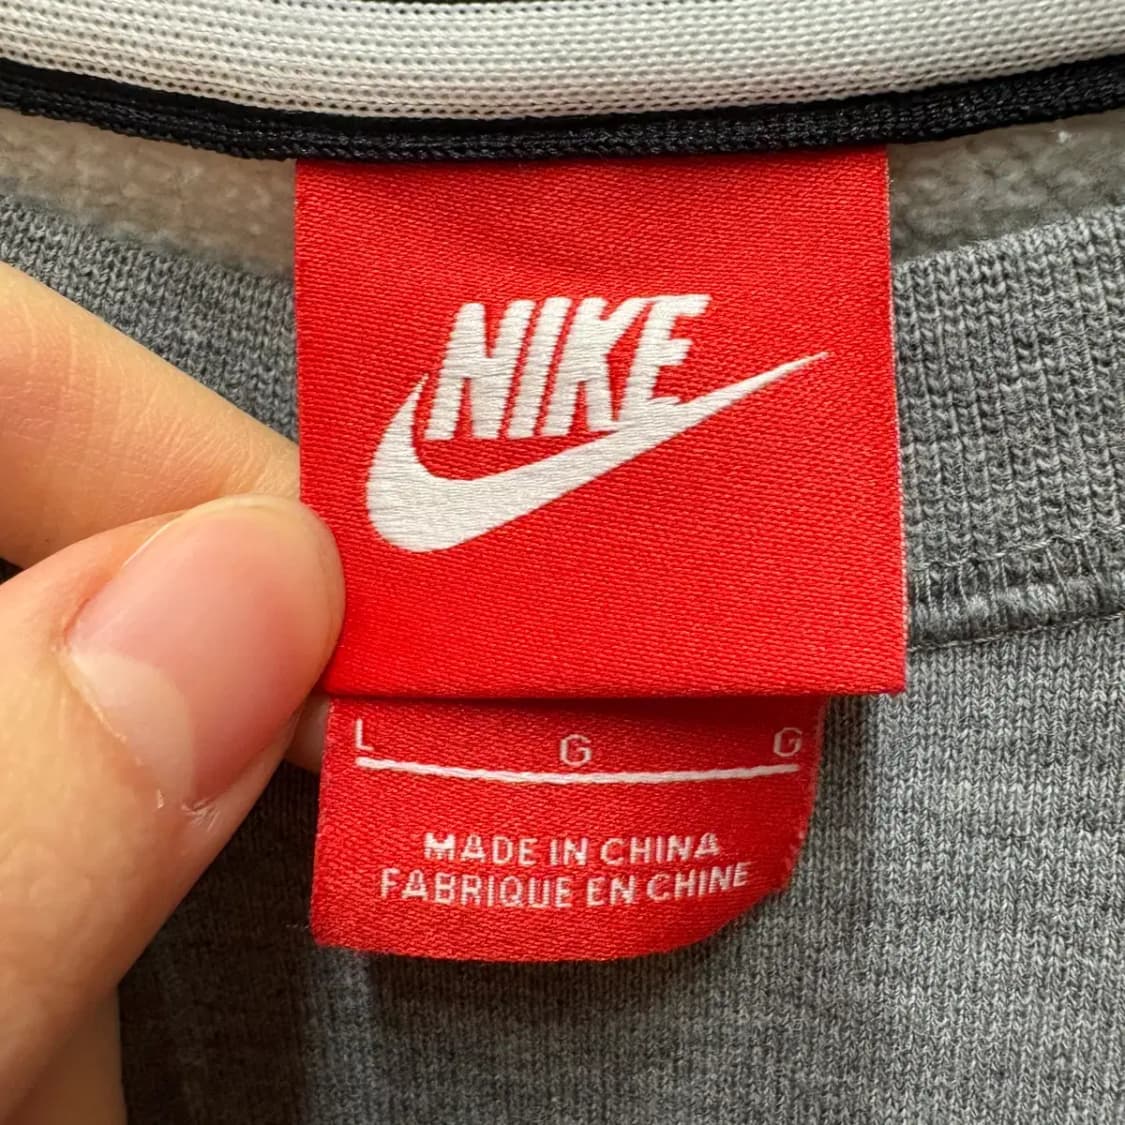 NIKE
L G G
MADE IN CHINA
FABRIQUE EN CHINE